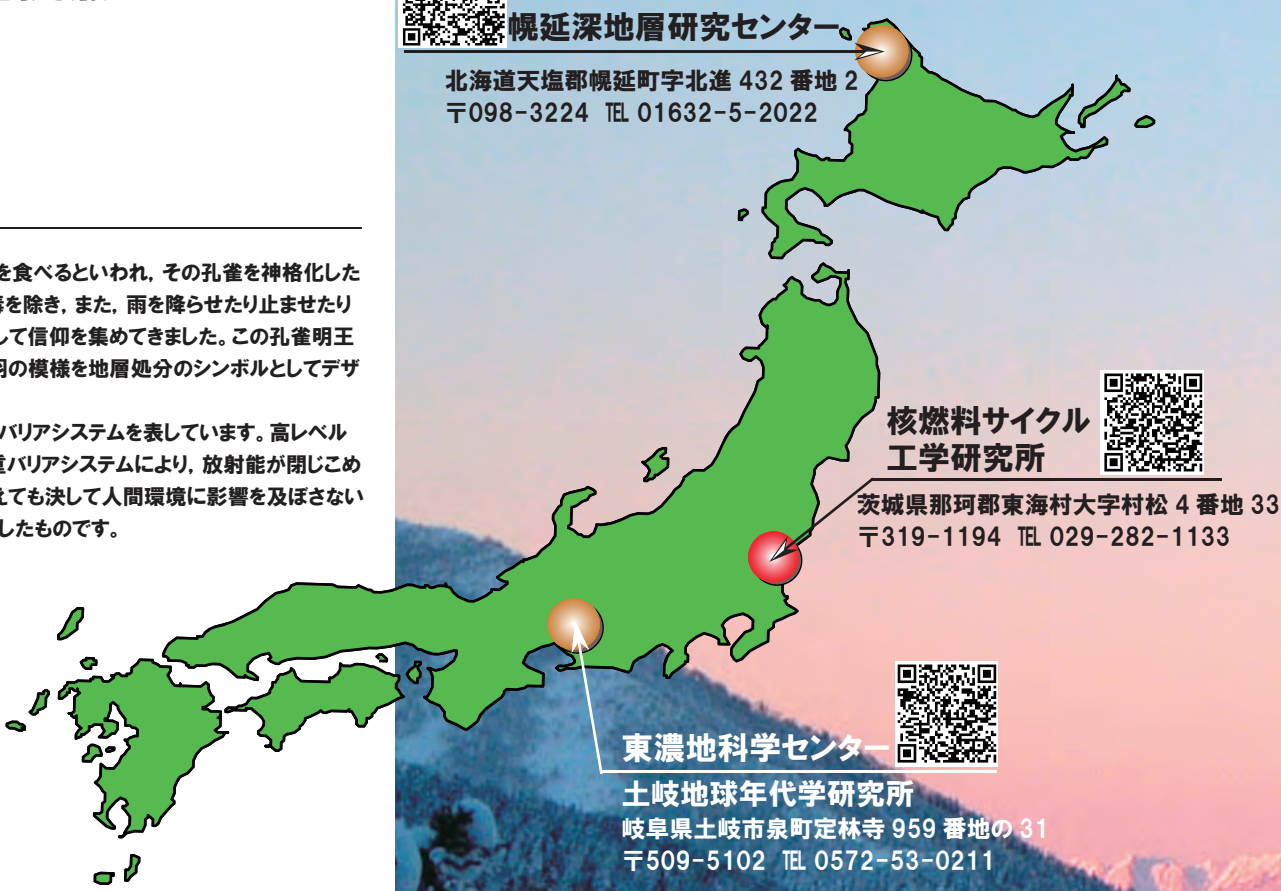 幌延深地層研究センター
北海道天塩郡幌延町字北進 432 番地 2
〒098-3224 ℡ 01632-5-2022
を食べるといわれ, その孔雀を神格化した
を除き, また, 雨を降らせたり止ませたり
して信仰を集めてきました。この孔雀明王
羽の模様を地層処分のシンボルとしてデザ
バリアシステムを表しています。高レベル
重バリアシステムにより, 放射能が閉じこめ
えても決して人間環境に影響を及ぼさない
したものです。
核燃料サイクル
工学研究所
茨城県那珂郡東海村大字村松 4 番地 33
〒319-1194 ℡ 029-282-1133
東濃地科学センター
土岐地球年代学研究所
岐阜県土岐市泉町定林寺 959 番地の 31
〒509-5102 ℡ 0572-53-0211